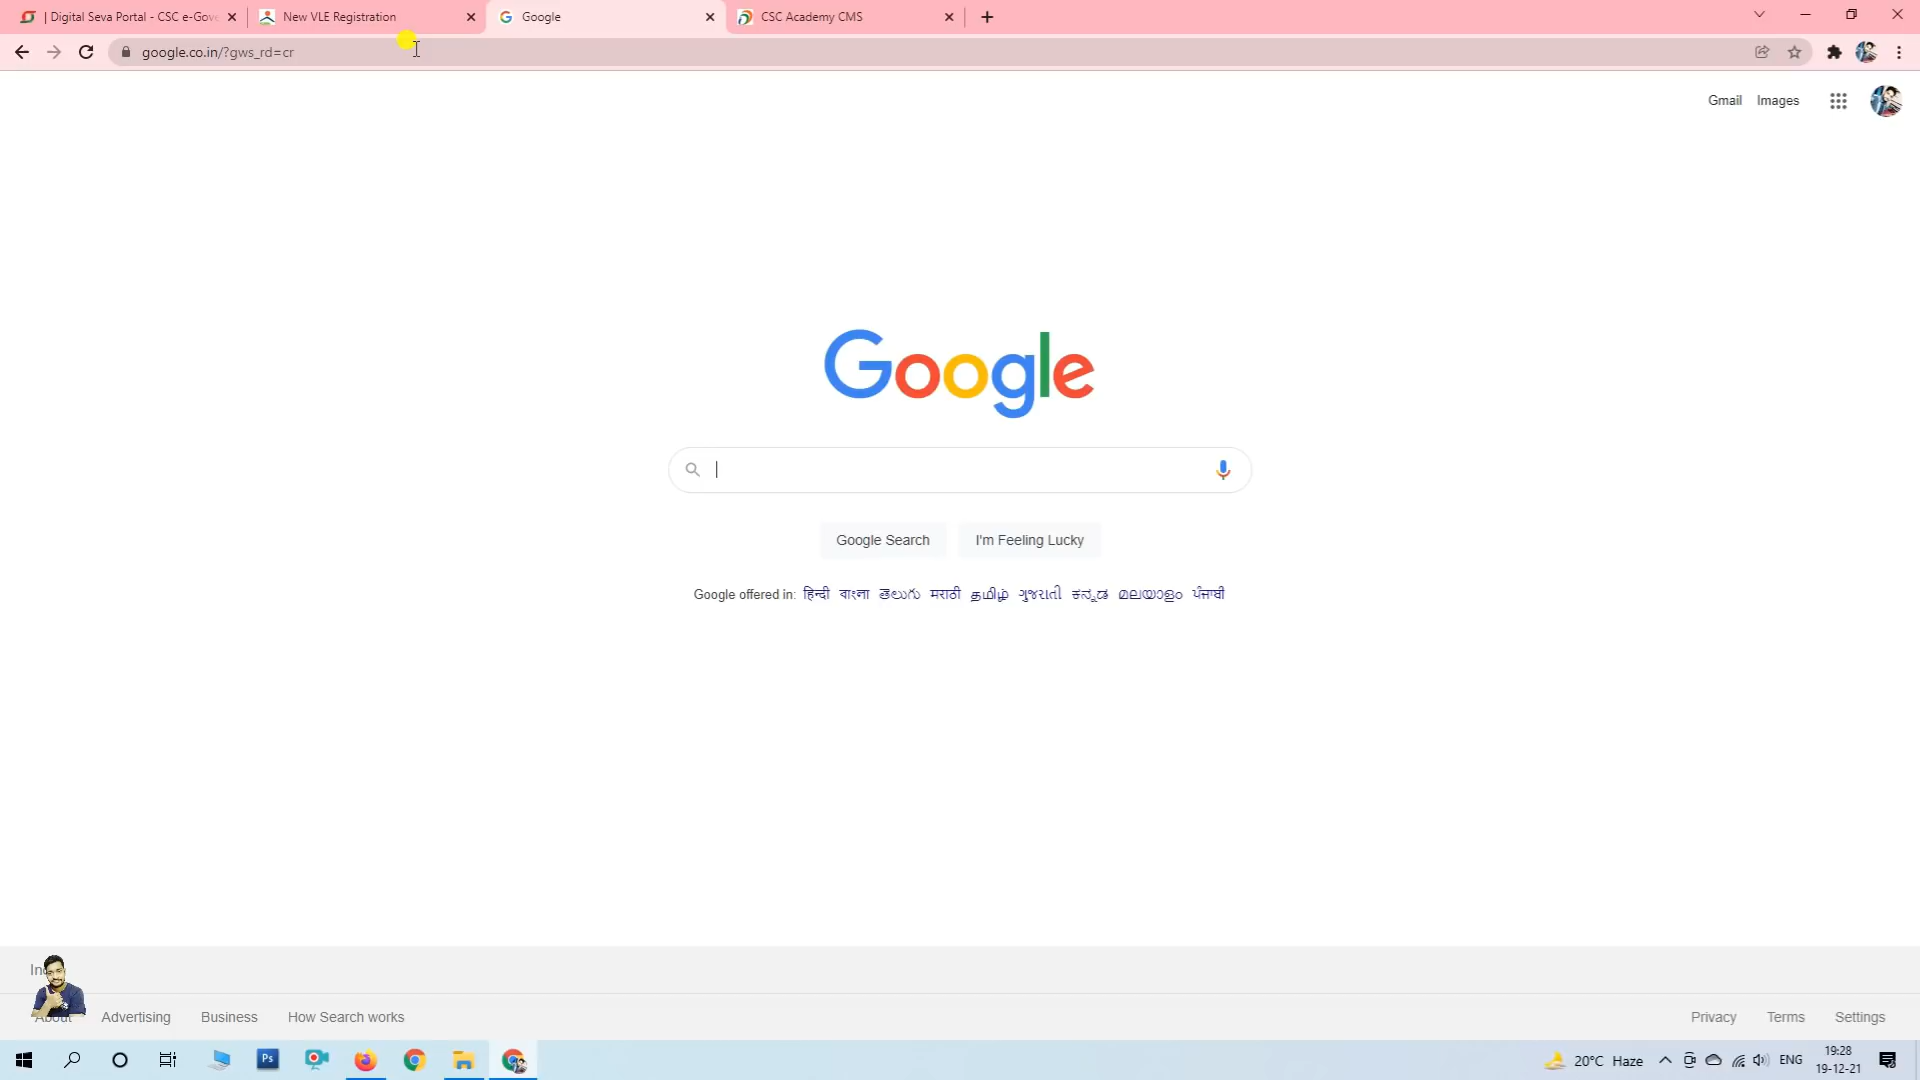 | Digital Seva Portal - CSC e-Gove
New VLE Registration
Google
CSC Academy CMS
google.co.in/?gws_rd=cr
Gmail Images
Google
Google Search
I'm Feeling Lucky
Google offered in: हिन्दी বাংলা తెలుగు मराठी தமிழ் ગુજરાતી ಕನ್ನಡ മലയാളം ਪੰਜਾਬੀ
About Advertising Business How Search works
Privacy Terms Settings
Ps
20°C Haze
ENG
19:28
19-12-21